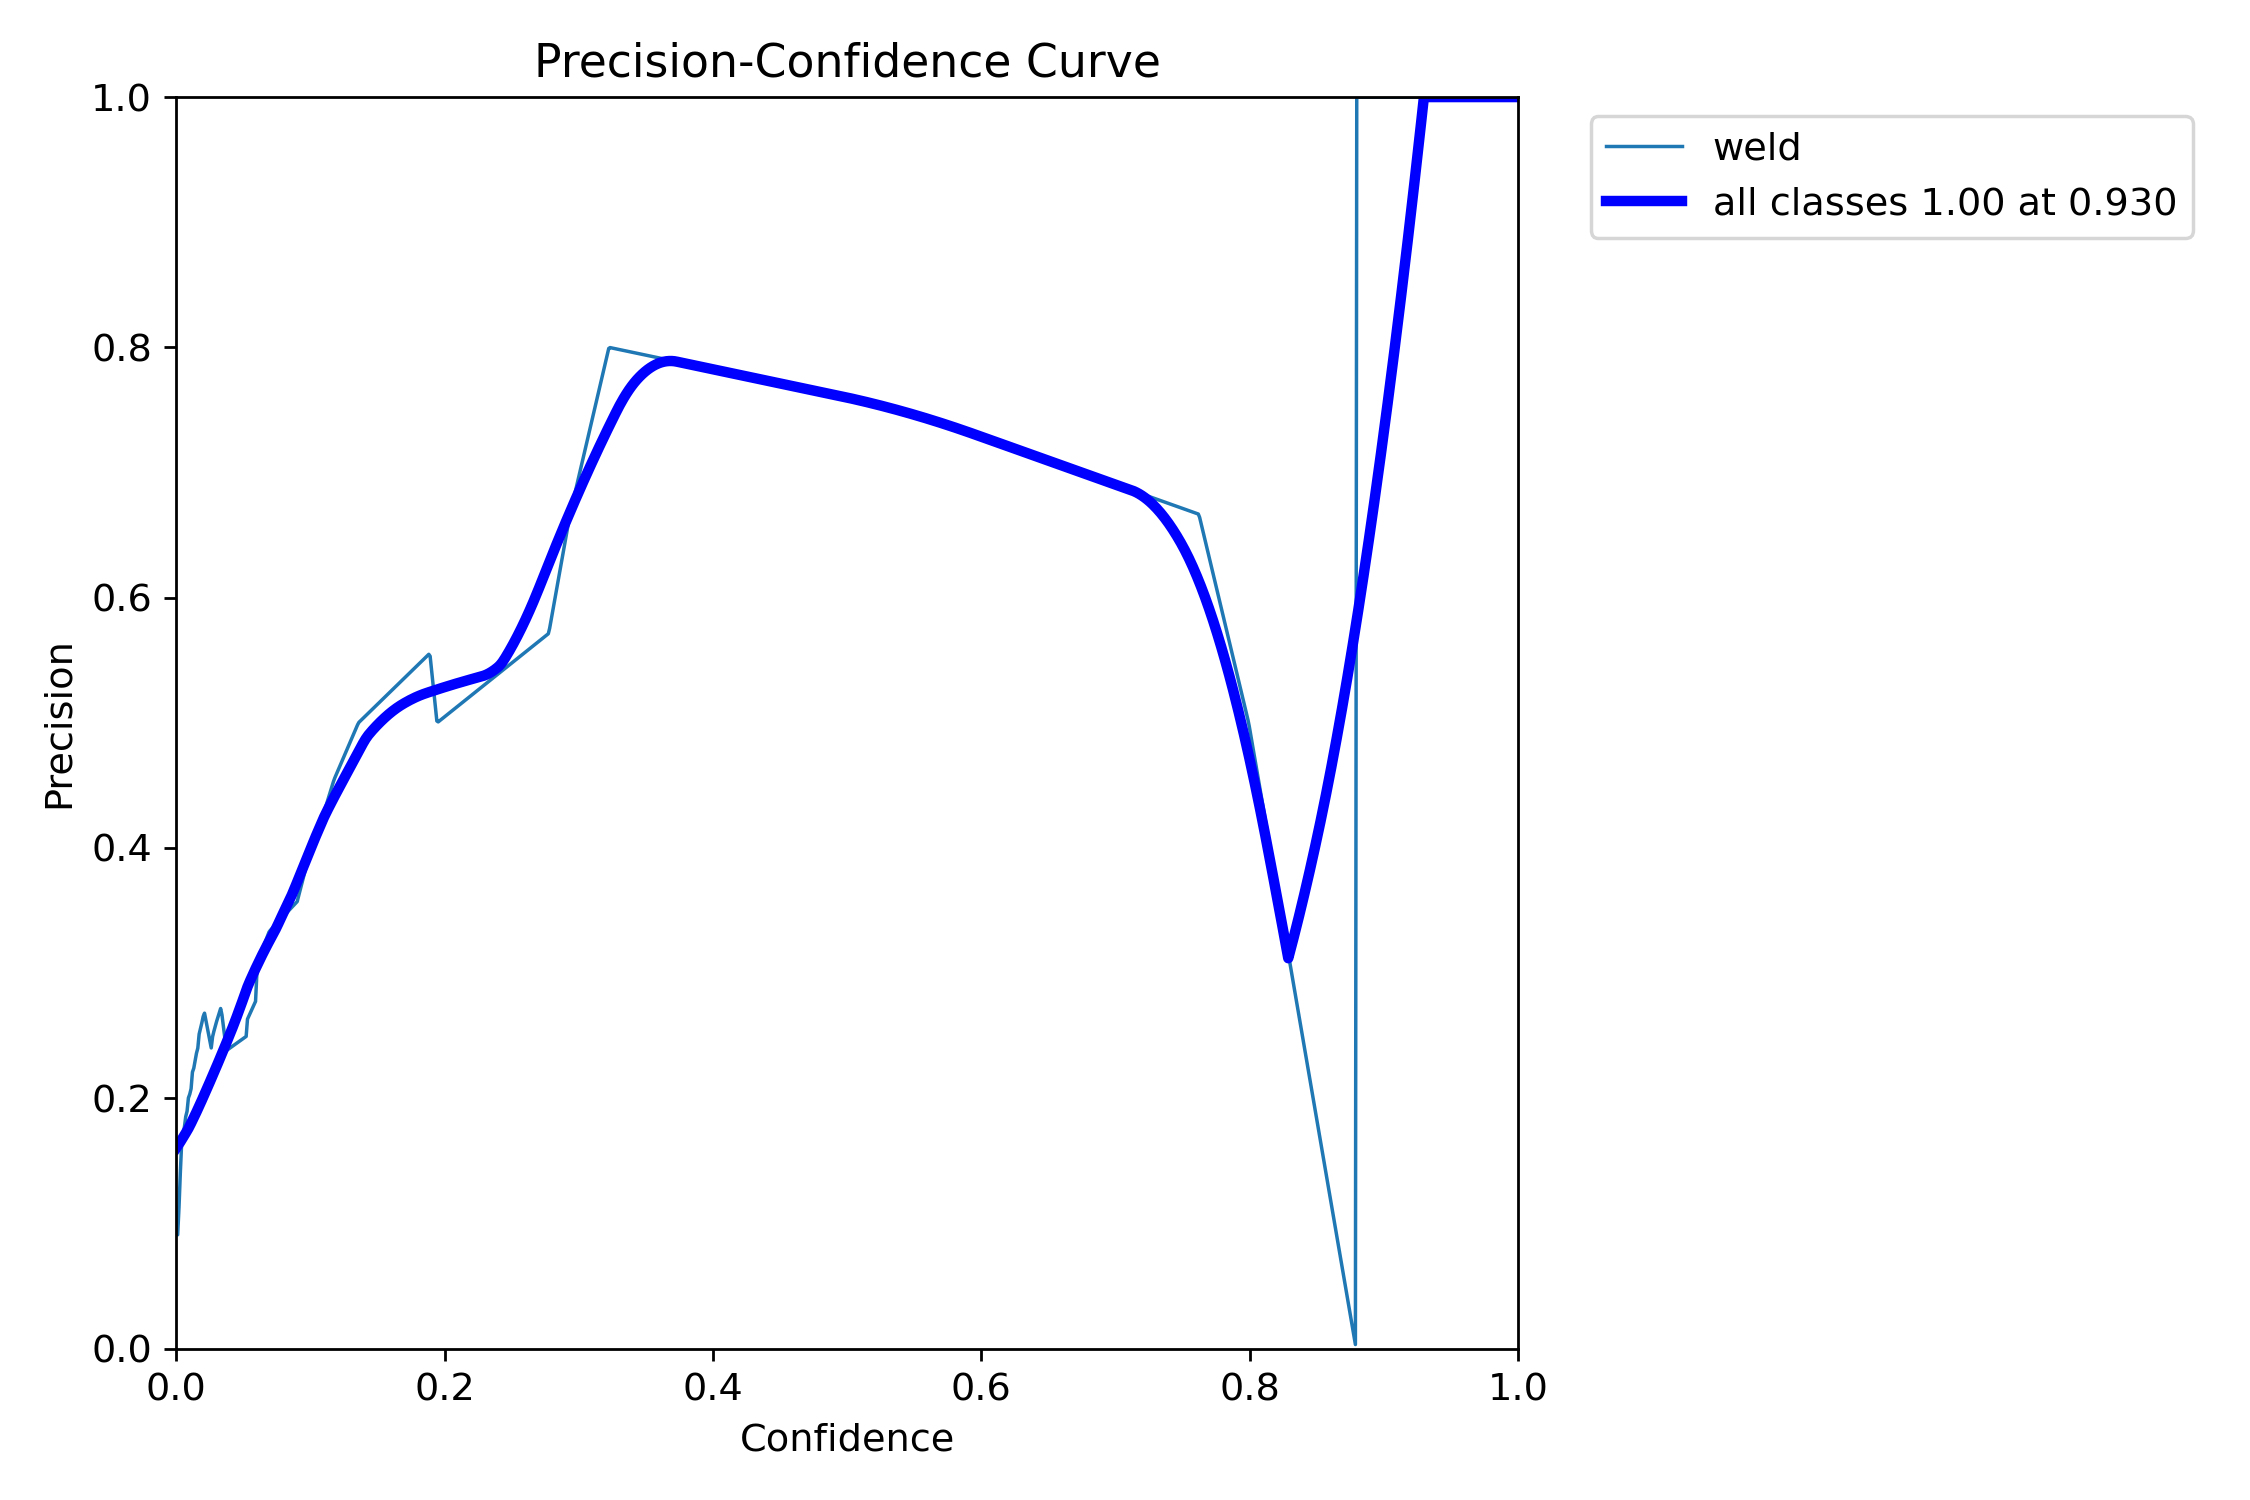 Precision-Confidence Curve
1.0
0.8
0.6
0.4
0.2
0.0
Precision
0.0 0.2 0.4 0.6 0.8 1.0
Confidence
weld
all classes 1.00 at 0.930